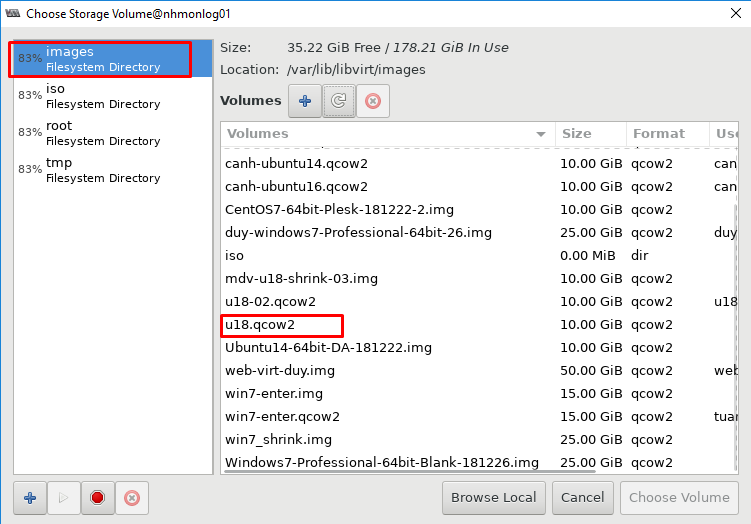 Choose Storage Volume@nhmonlog01
83% images
Filesystem Directory
83% iso
Filesystem Directory
83% root
Filesystem Directory
83% tmp
Filesystem Directory
Size: 35.22 GiB Free / 178.21 GiB In Use
Location: /var/lib/libvirt/images
Volumes
Volumes Size Format Use
canh-ubuntu14.qcow2 10.00 GiB qcow2 can
canh-ubuntu16.qcow2 10.00 GiB qcow2 can
CentOS7-64bit-Plesk-181222-2.img 10.00 GiB qcow2
duy-windows7-Professional-64bit-26.img 25.00 GiB qcow2 duy
iso 0.00 MiB dir
mdv-u18-shrink-03.img 10.00 GiB qcow2
u18-02.qcow2 10.00 GiB qcow2 u18
u18.qcow2 10.00 GiB qcow2
Ubuntu14-64bit-DA-181222.img 10.00 GiB qcow2
web-virt-duy.img 50.00 GiB qcow2 web
win7-enter.img 15.00 GiB qcow2
win7-enter.qcow2 15.00 GiB qcow2 tuar
win7_shrink.img 25.00 GiB qcow2
Windows7-Professional-64bit-Blank-181226.img 25.00 GiB qcow2
Browse Local Cancel Choose Volume